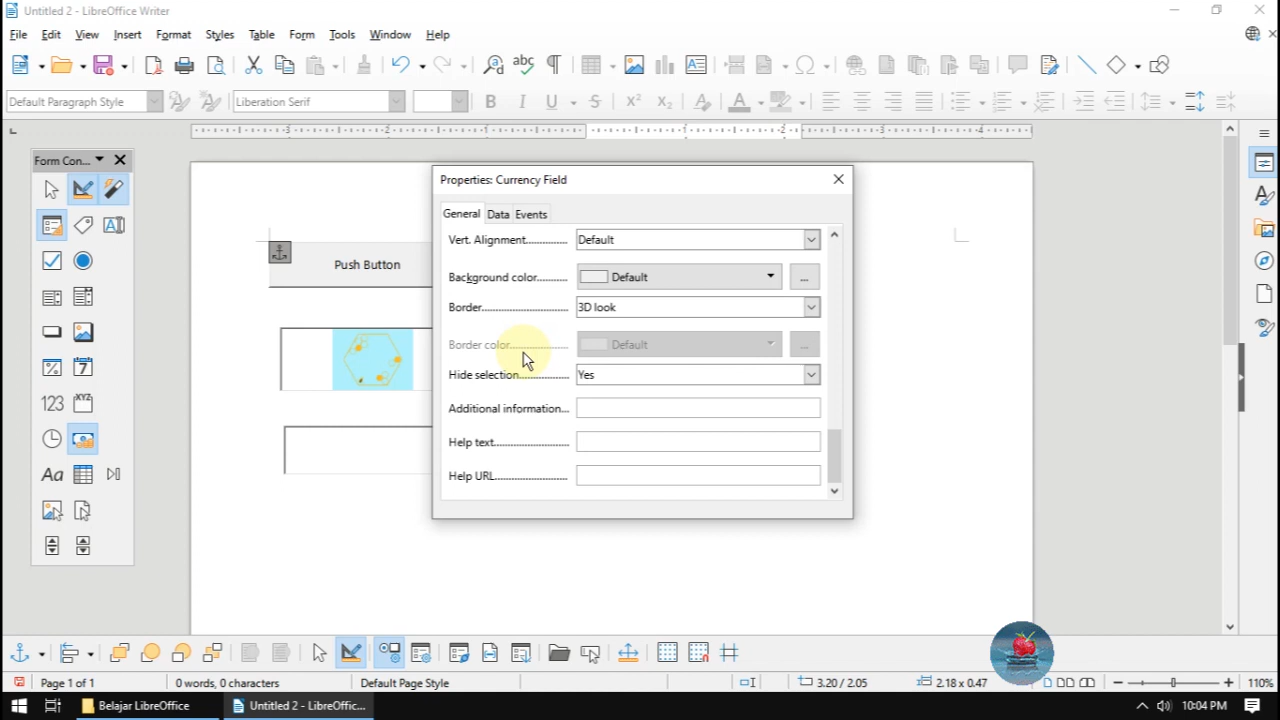 Untitled 2 - LibreOffice Writer
File Edit View Insert Format Styles Table Form Tools Window Help
Default Paragraph Style Liberation Serif
Form Con...
Properties: Currency Field
General Data Events
Vert. Alignment............... Default
Background color........... Default
Border............................ 3D look
Border color................... Default
Hide selection................. Yes
Additional information...
Help text.........................
Help URL.........................
Push Button
Page 1 of 1 0 words, 0 characters Default Page Style 3.20 / 2.05 2.18 x 0.47 110%
Belajar LibreOffice Untitled 2 - LibreOffic... 10:04 PM